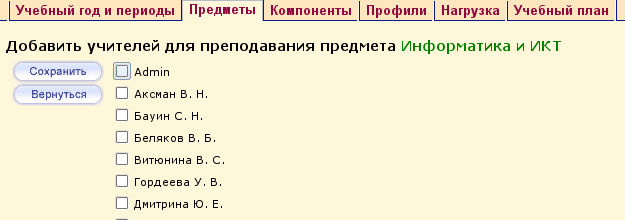 Учебный год и периоды Предметы Компоненты Профили Нагрузка Учебный план
Добавить учителей для преподавания предмета Информатика и ИКТ
Сохранить
Вернуться
Admin
Аксман В. Н.
Бауин С. Н.
Беляков В. Б.
Витюнина В. С.
Гордеева У. В.
Дмитрина Ю. Е.